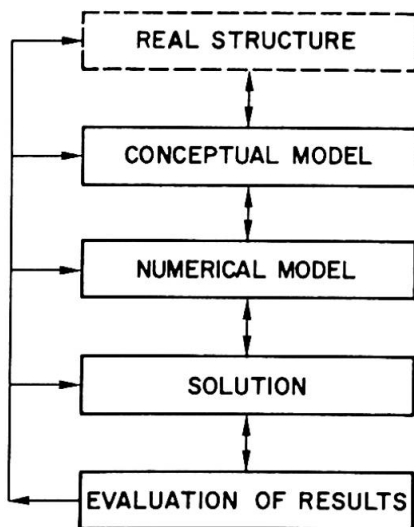 REAL STRUCTURE
CONCEPTUAL MODEL
NUMERICAL MODEL
SOLUTION
EVALUATION OF RESULTS